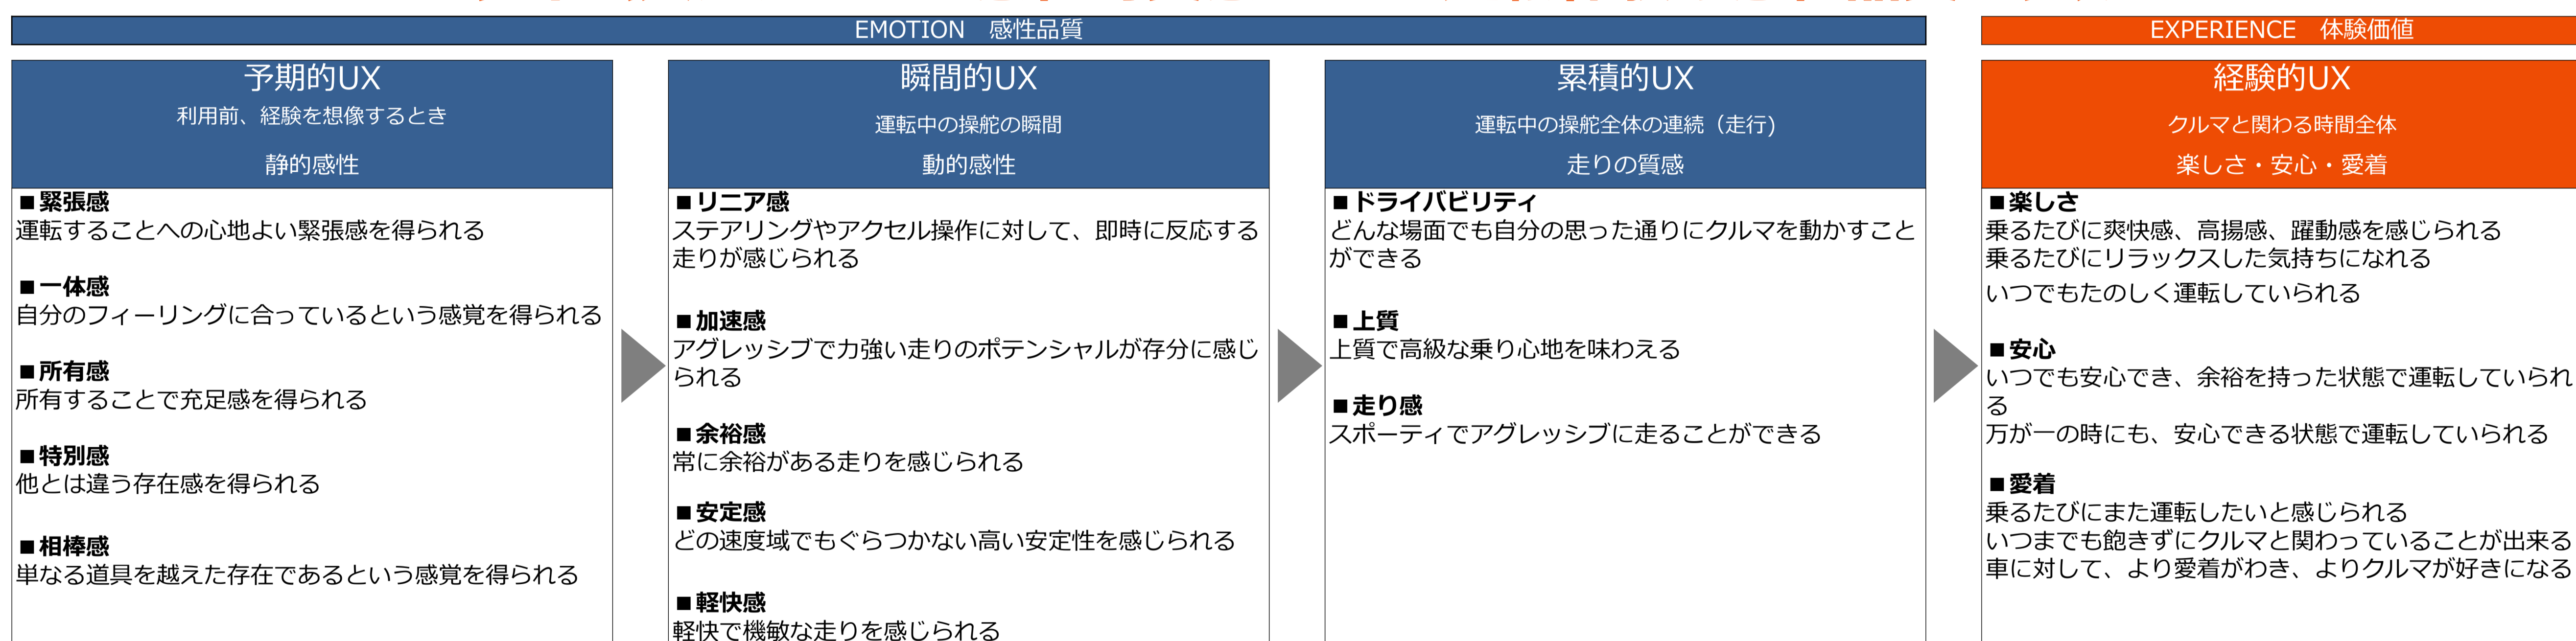 EMOTION　感性品質
EXPERIENCE　体験価値
予期的UX
利用前、経験を想像するとき
静的感性
■緊張感
運転することへの心地よい緊張感を得られる
■一体感
自分のフィーリングに合っているという感覚を得られる
■所有感
所有することで充足感を得られる
■特別感
他とは違う存在感を得られる
■相棒感
単なる道具を越えた存在であるという感覚を得られる
瞬間的UX
運転中の操舵の瞬間
動的感性
■リニア感
ステアリングやアクセル操作に対して、即時に反応する
走りが感じられる
■加速感
アグレッシブで力強い走りのポテンシャルが存分に感じ
られる
■余裕感
常に余裕がある走りを感じられる
■安定感
どの速度域でもぐらつかない高い安定性を感じられる
■軽快感
軽快で機敏な走りを感じられる
累積的UX
運転中の操舵全体の連続（走行)
走りの質感
■ドライバビリティ
どんな場面でも自分の思った通りにクルマを動かすこと
ができる
■上質
上質で高級な乗り心地を味わえる
■走り感
スポーティでアグレッシブに走ることができる
経験的UX
クルマと関わる時間全体
楽しさ・安心・愛着
■楽しさ
乗るたびに爽快感、高揚感、躍動感を感じられる
乗るたびにリラックスした気持ちになれる
いつでもたのしく運転していられる
■安心
いつでも安心でき、余裕を持った状態で運転していられ
る
万が一の時にも、安心できる状態で運転していられる
■愛着
乗るたびにまた運転したいと感じられる
いつまでも飽きずにクルマと関わっていることが出来る
車に対して、より愛着がわき、よりクルマが好きになる